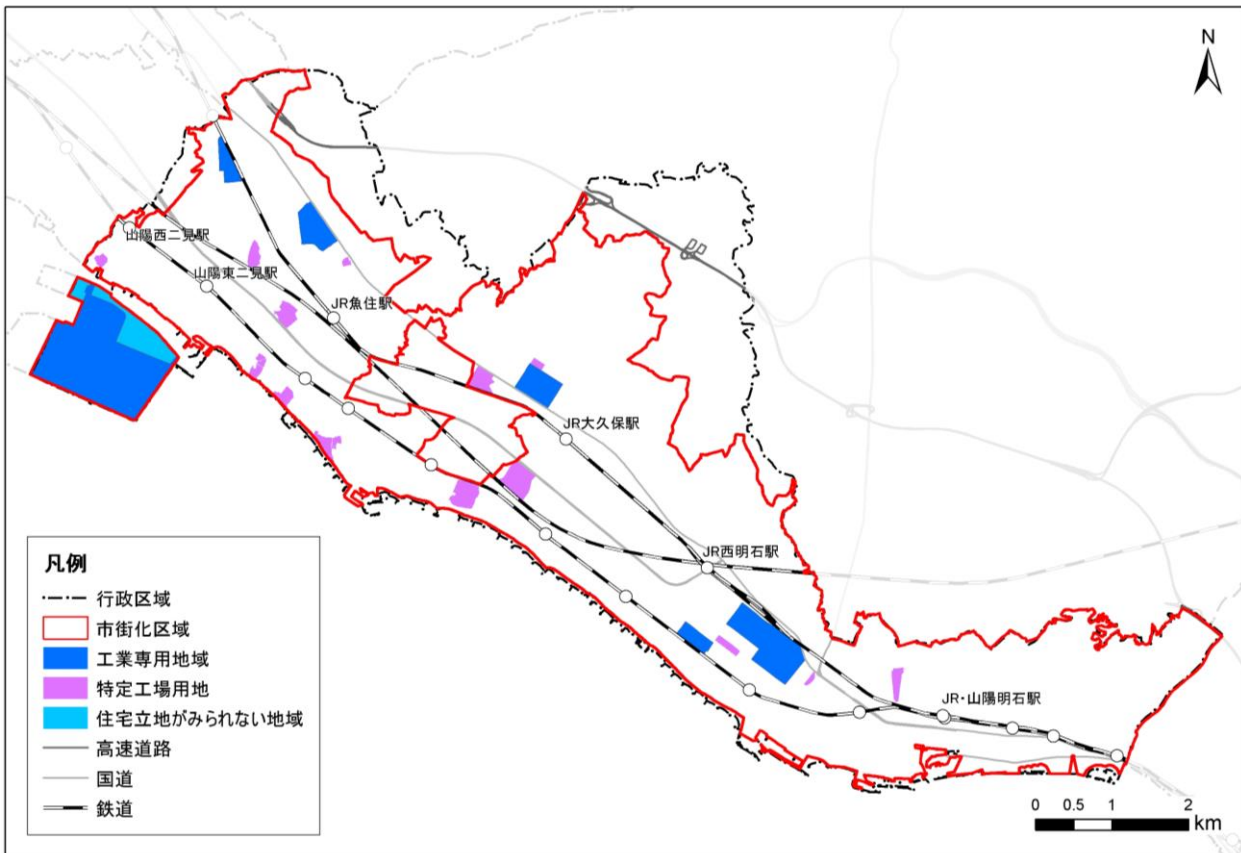 N
山陽西二見駅
山陽東二見駅
JR魚住駅
JR大久保駅
JR西明石駅
JR・山陽明石駅
凡例
行政区域
市街化区域
工業専用地域
特定工場用地
住宅立地がみられない地域
高速道路
国道
鉄道
0 0.5 1 2
km